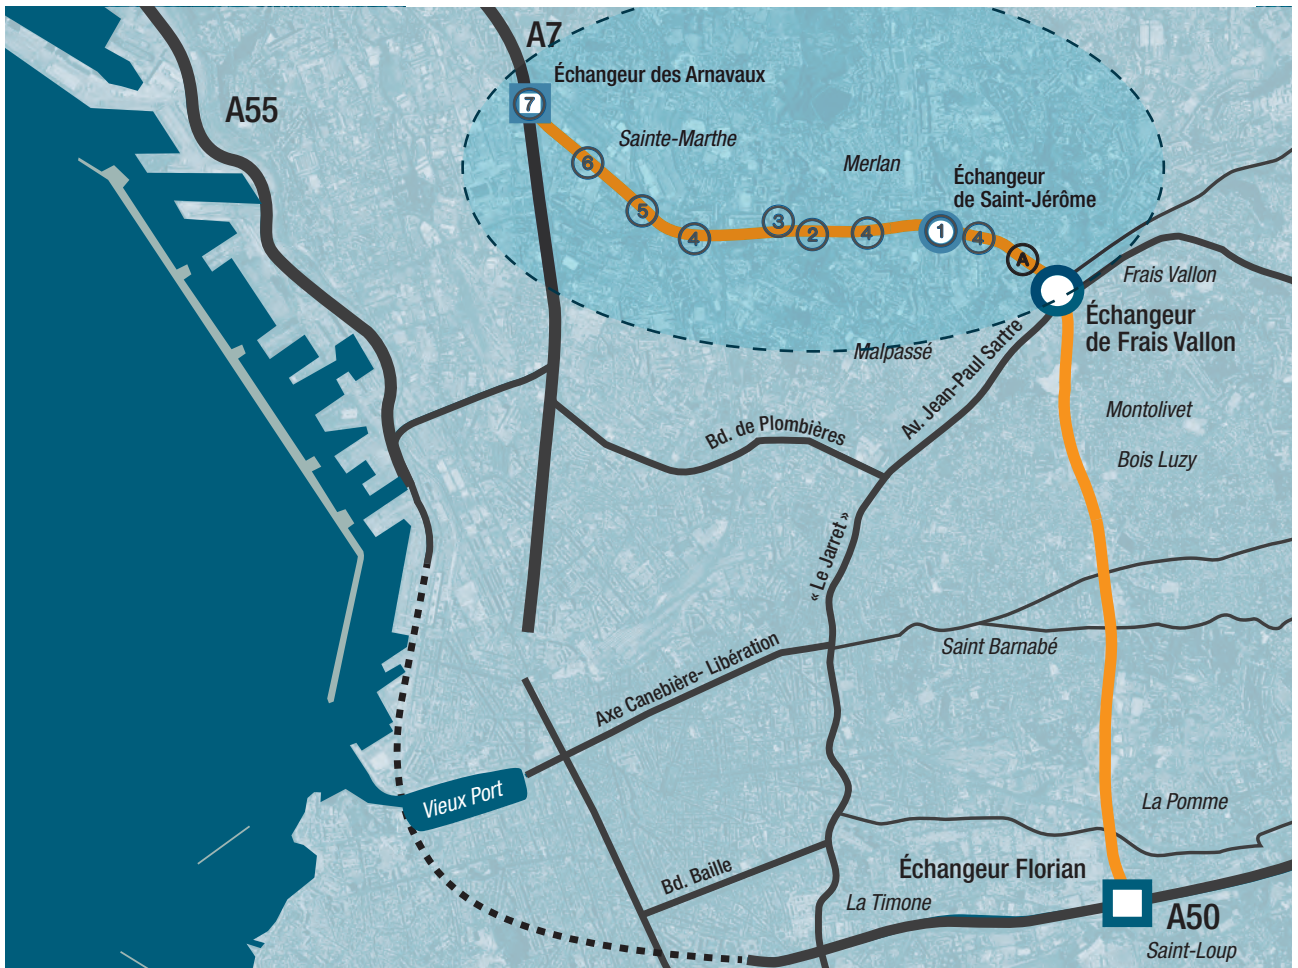 A7
Échangeur des Arnavaux
A55
7
Sainte-Marthe
6
Merlan
Échangeur
de Saint-Jérôme
5
4
3
2
4
1
4
A
Frais Vallon
Échangeur
de Frais Vallon
Malpassé
Av. Jean-Paul Sartre
Montolivet
Bd. de Plombières
Bois Luzy
« Le Jarret »
Axe Canebière- Libération
Saint Barnabé
Vieux Port
La Pomme
Bd. Baille
Échangeur Florian
La Timone
A50
Saint-Loup